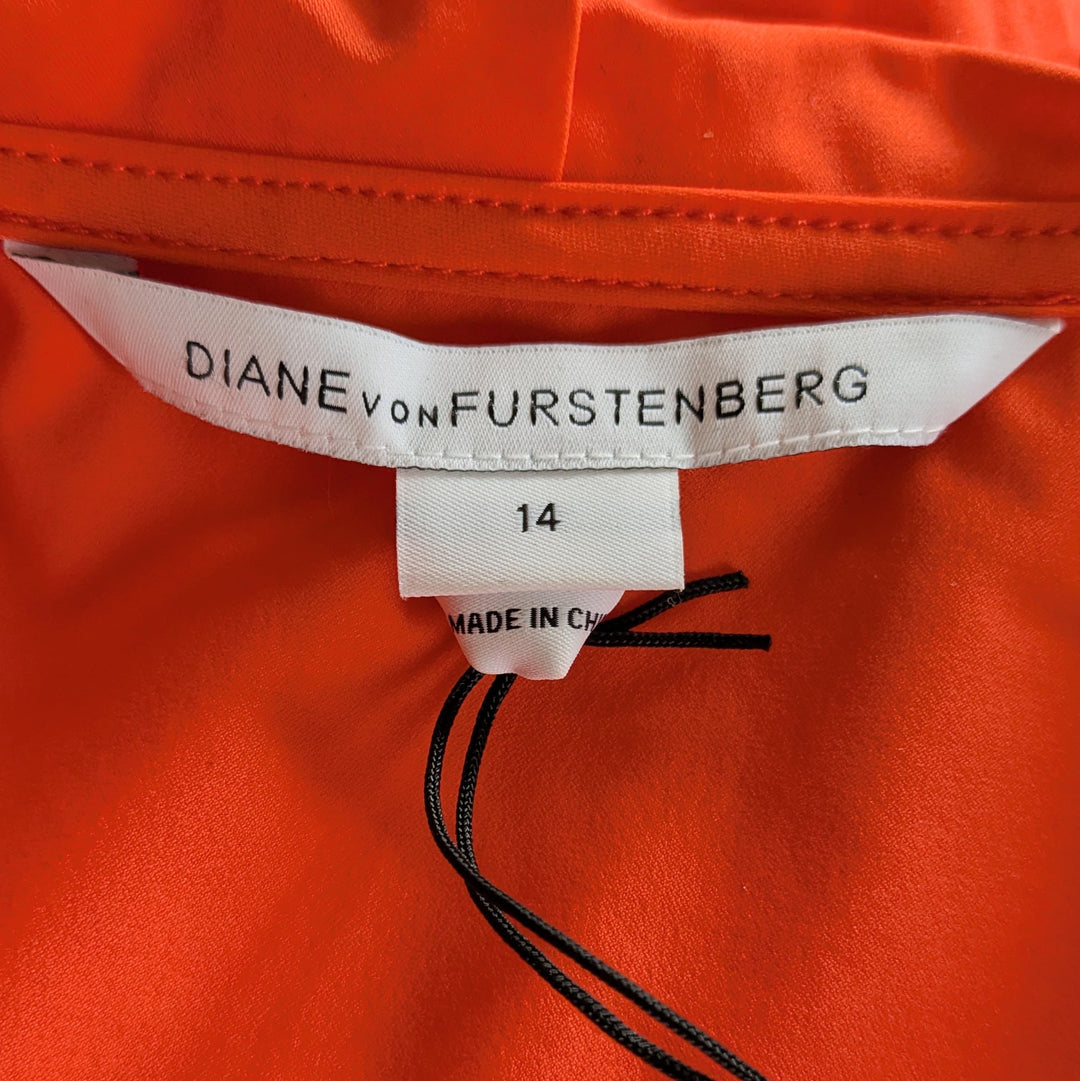 DIANE VON FURSTENBERG
14
MADE IN